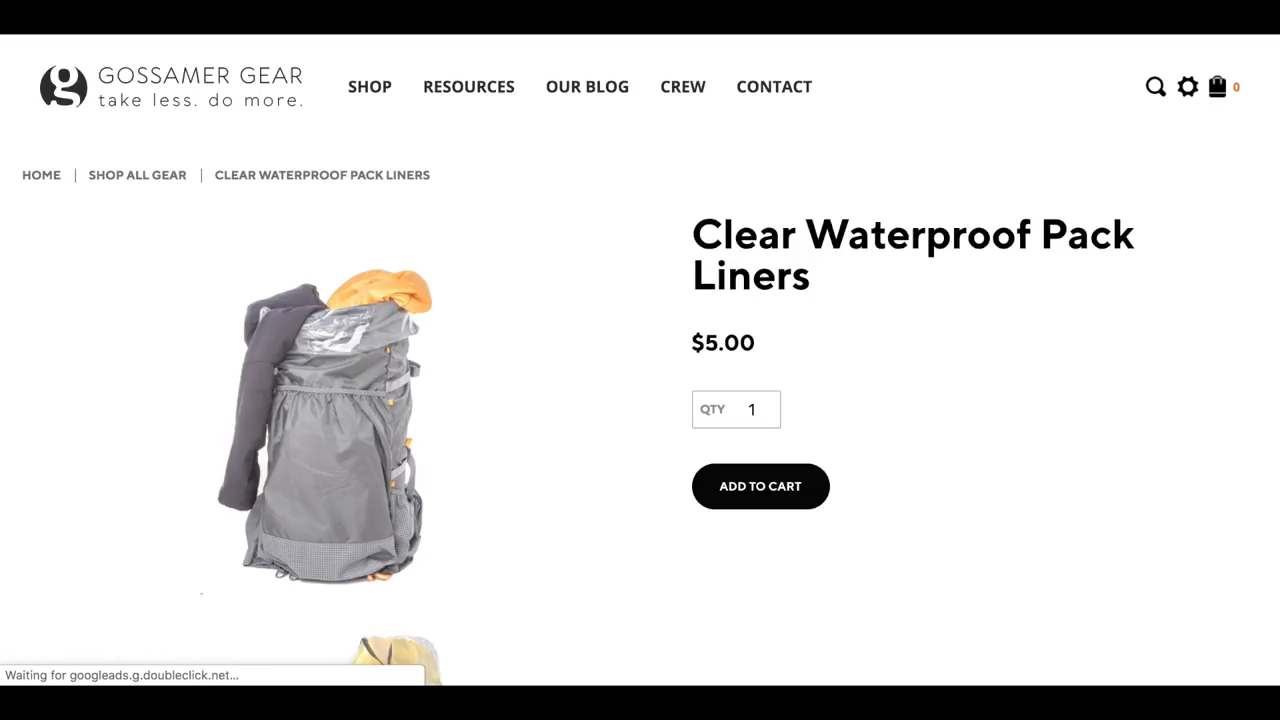 GOSSAMER GEAR
take less. do more.
SHOP
RESOURCES
OUR BLOG
CREW
CONTACT
0
HOME | SHOP ALL GEAR | CLEAR WATERPROOF PACK LINERS
Clear Waterproof Pack
Liners
$5.00
QTY 1
ADD TO CART
Waiting for googleads.g.doubleclick.net...